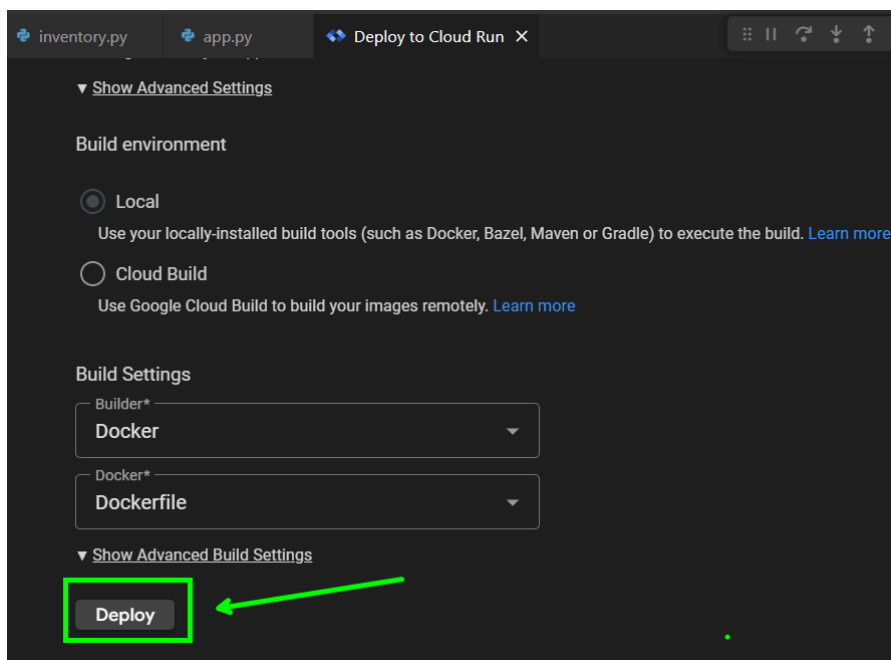 inventory.py
app.py
Deploy to Cloud Run
Show Advanced Settings
Build environment
Local
Use your locally-installed build tools (such as Docker, Bazel, Maven or Gradle) to execute the build. Learn more
Cloud Build
Use Google Cloud Build to build your images remotely. Learn more
Build Settings
Builder*
Docker
Docker*
Dockerfile
Show Advanced Build Settings
Deploy